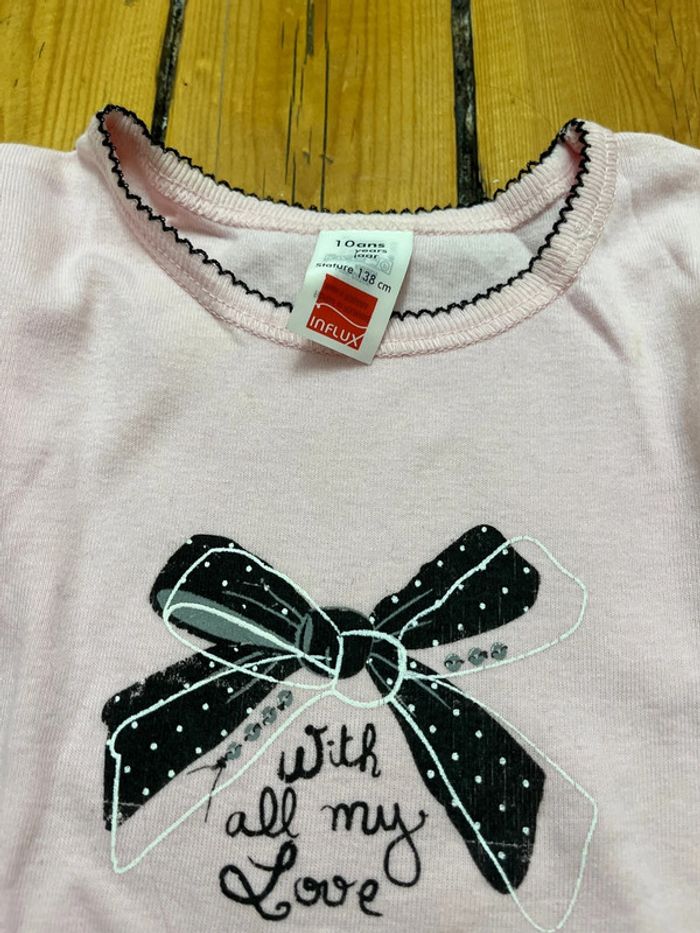 10ans
years
jaar
Stature 138 cm
INFLUX
With
all my
Love